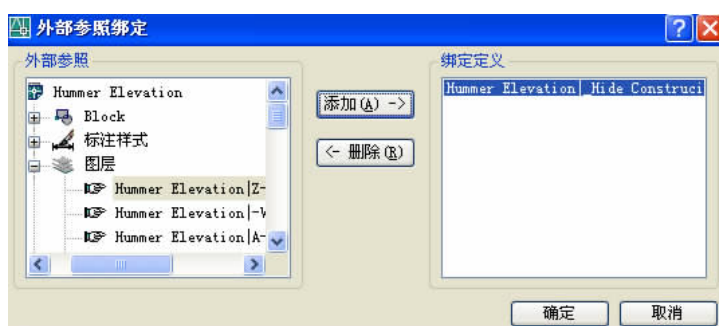 外部参照绑定
外部参照
Hummer Elevation
Block
标注样式
图层
Hummer Elevation|Z-
Hummer Elevation|-W
Hummer Elevation|A-
添加(A) ->
<- 删除(R)
绑定定义
Hummer Elevation|_Hide Construci
确定
取消